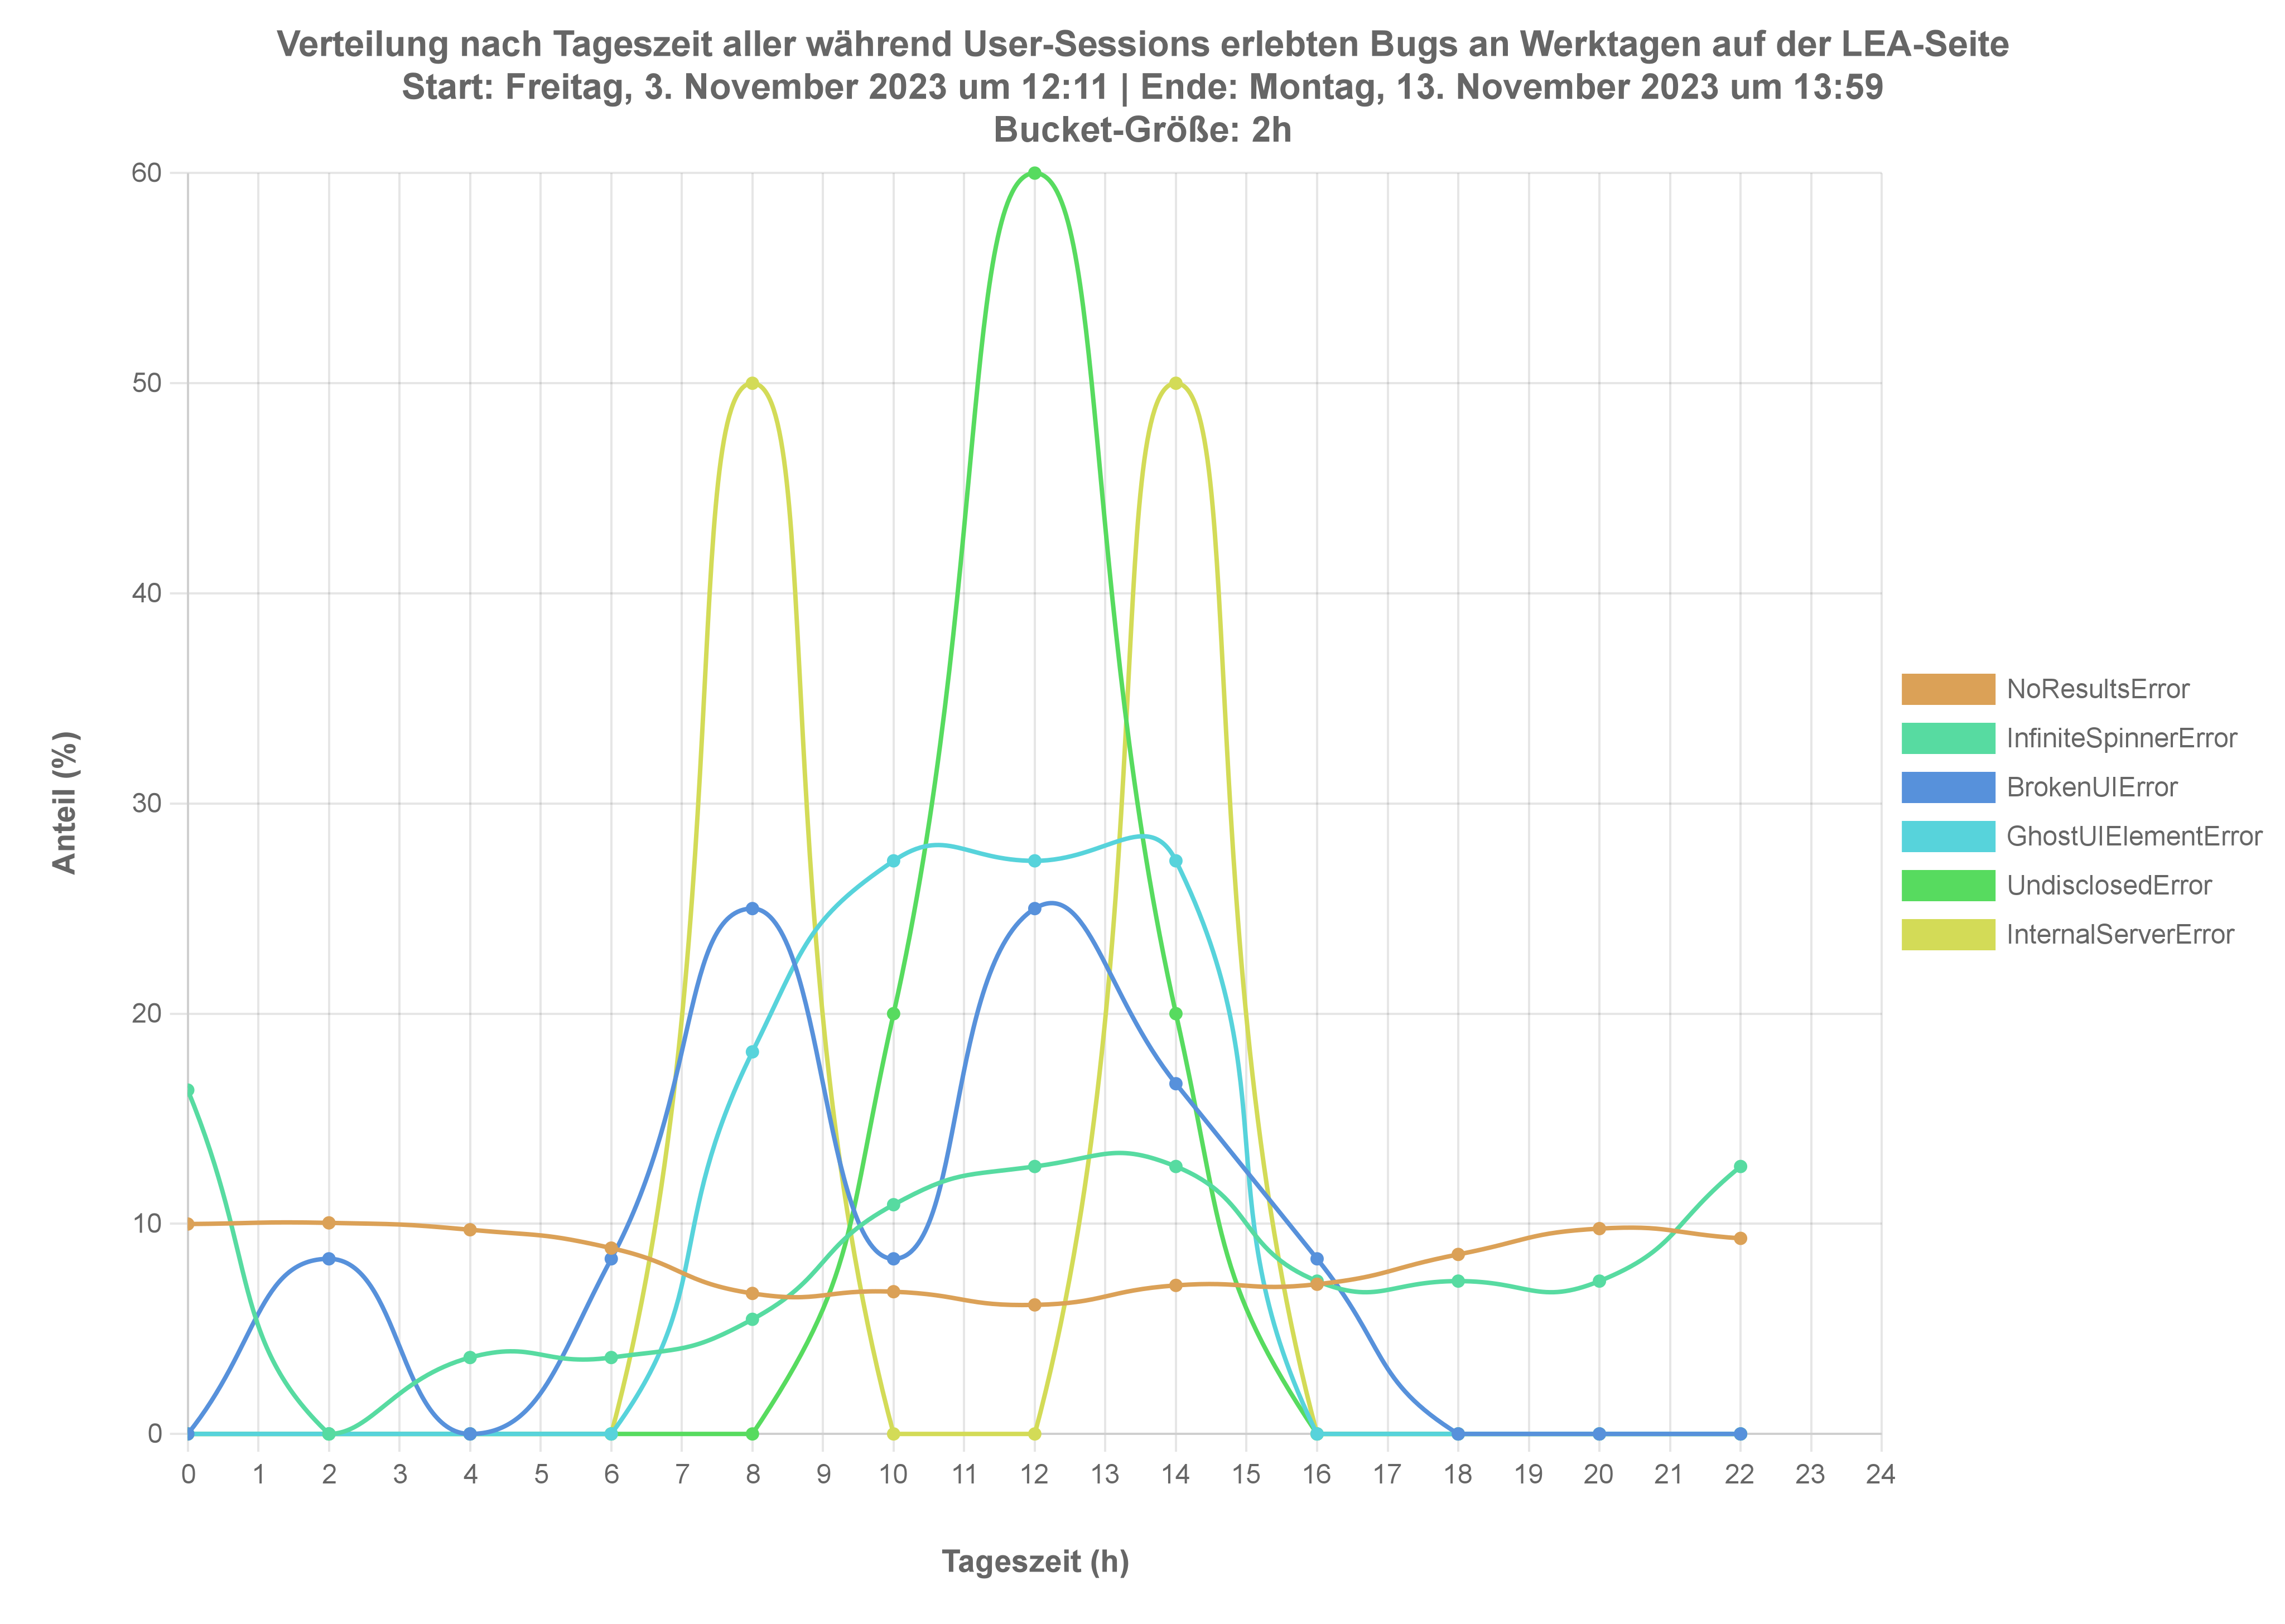 Verteilung nach Tageszeit aller während User-Sessions erlebten Bugs an Werktagen auf der LEA-Seite
Start: Freitag, 3. November 2023 um 12:11 | Ende: Montag, 13. November 2023 um 13:59
Bucket-Größe: 2h
60
50
40
30
20
10
0
Anteil (%)
0 1 2 3 4 5 6 7 8 9 10 11 12 13 14 15 16 17 18 19 20 21 22 23 24
Tageszeit (h)
NoResultsError
InfiniteSpinnerError
BrokenUIError
GhostUIElementError
UndisclosedError
InternalServerError